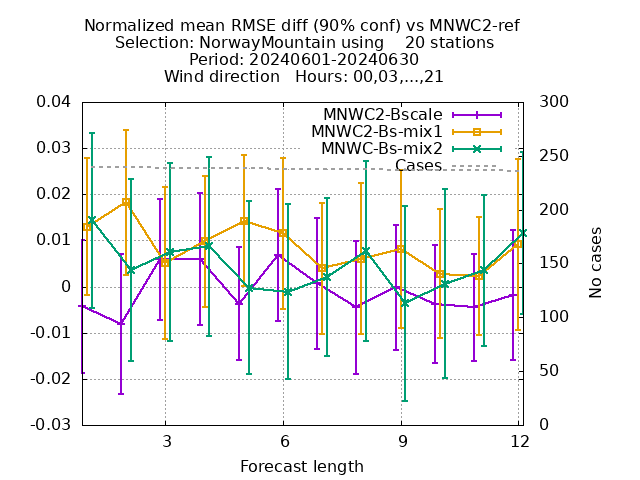 Normalized mean RMSE diff (90% conf) vs MNWC2-ref
Selection: NorwayMountain using 20 stations
Period: 20240601-20240630
Wind direction Hours: 00,03,...,21
MNWC2-Bscale
MNWC2-Bs-mix1
MNWC-Bs-mix2
Cases
0.04
0.03
0.02
0.01
0
-0.01
-0.02
-0.03
300
250
200
150
100
50
0
No cases
3 6 9 12
Forecast length